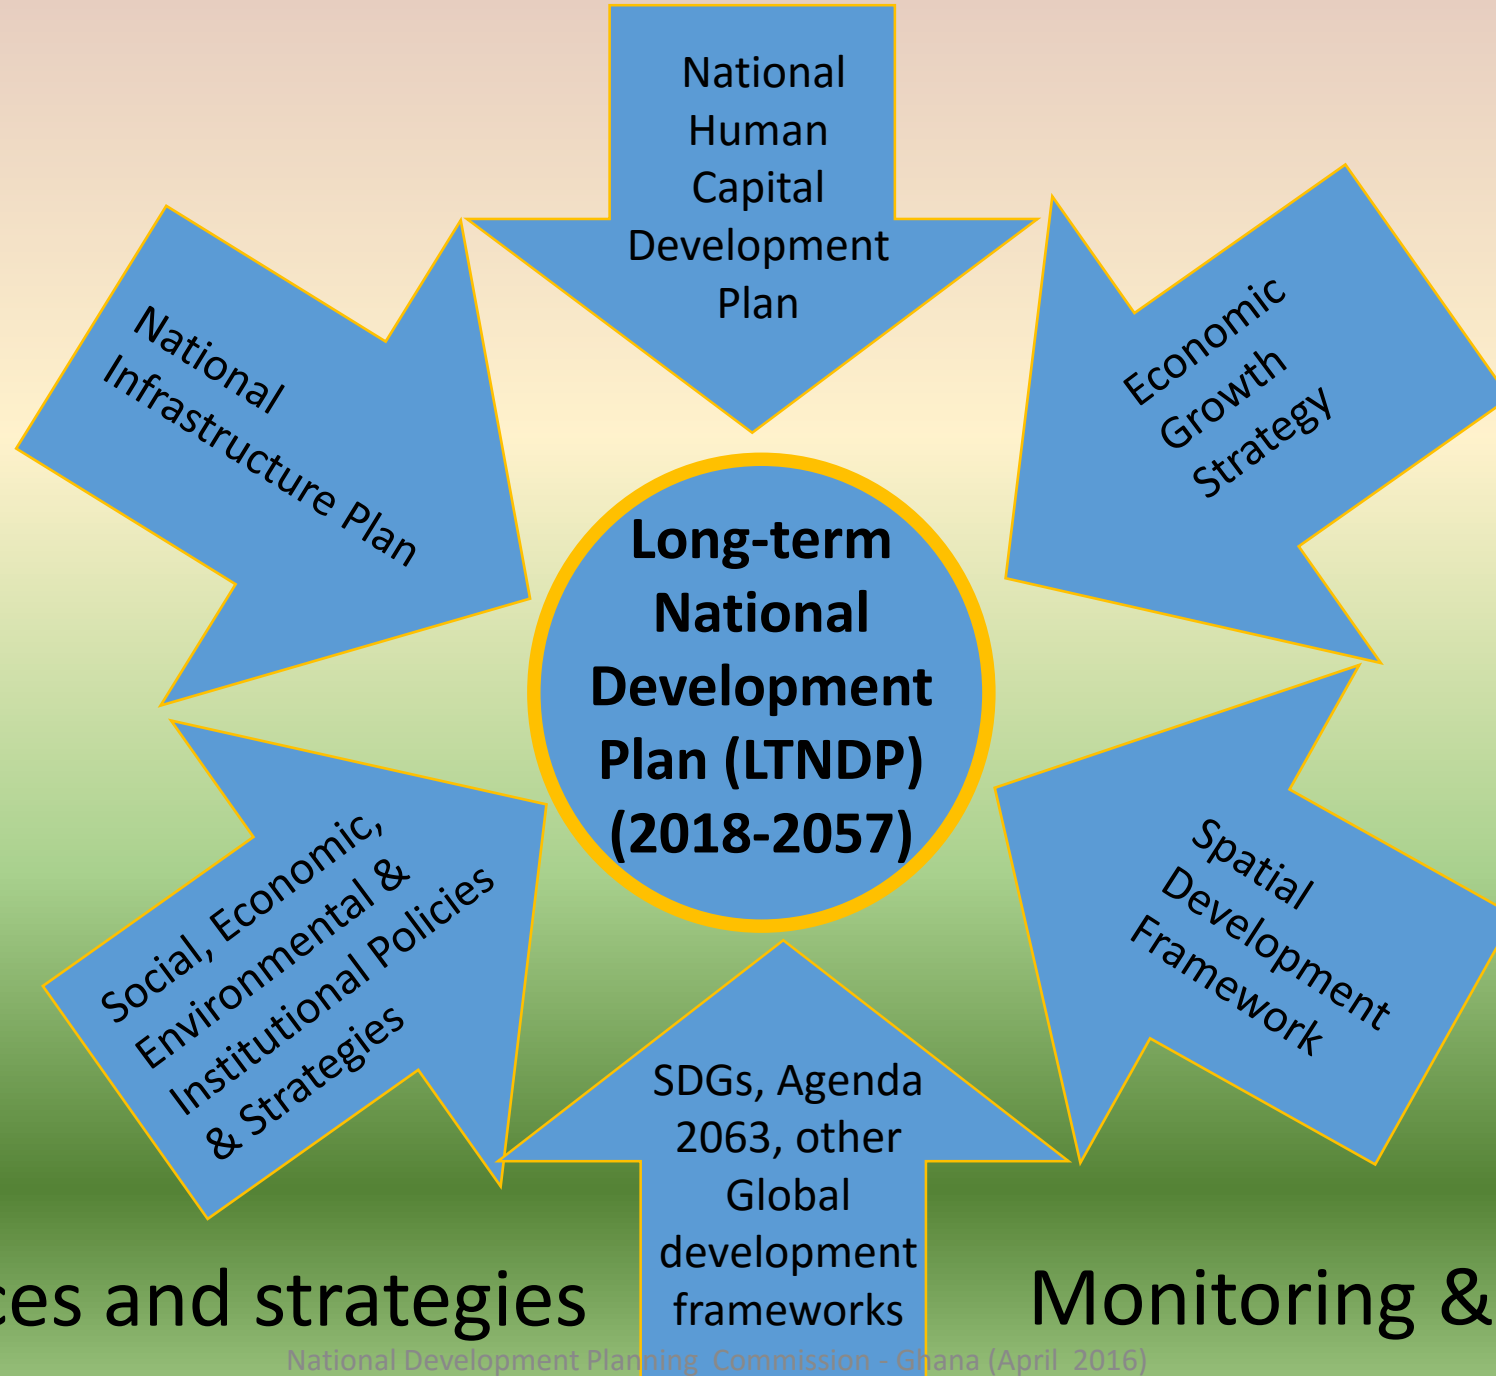 National
Human
Capital
Development
Plan
National
Infrastructure Plan
Economic
Growth
Strategy
Long-term
National
Development
Plan (LTNDP)
(2018-2057)
Social, Economic,
Environmental &
Institutional Policies
& Strategies
Spatial
Development
Framework
SDGs, Agenda
2063, other
Global
development
frameworks
and strategies
Monitoring &
National Development Planning Commission - Ghana (April 2016)